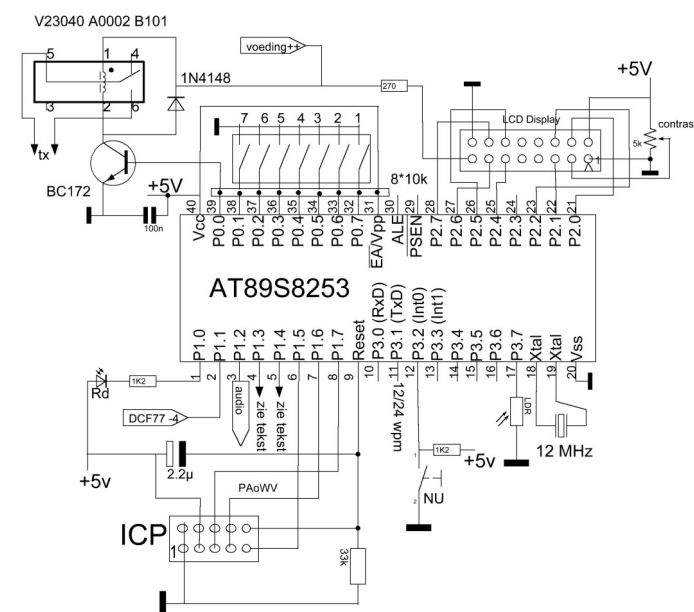 V23040 A0002 B101
voeding++
5 1 4
1N4148
270
+5V
3 2 6
LCD Display
contras
7 6 5 4 3 2 1
5k
1
tx
8*10k
BC172
+5V
100n
40 39 38 37 36 35 34 33 32 31 30 29 28 27 26 25 24 23 22 21
Vcc P0.0 P0.1 P0.2 P0.3 P0.4 P0.5 P0.6 P0.7 EA/Vpp ALE PSEN P2.7 P2.6 P2.5 P2.4 P2.3 P2.2 P2.1 P2.0
AT89S8253
P1.0 P1.1 P1.2 P1.3 P1.4 P1.5 P1.6 P1.7 Reset P3.0 (RxD) P3.1 (TxD) P3.2 (Int0) P3.3 (Int1) P3.4 P3.5 P3.6 P3.7 Xtal Xtal Vss
1 2 3 4 5 6 7 8 9 10 11 12 13 14 15 16 17 18 19 20
Rd
1K2
audio
zie tekst
zie tekst
12/24 wpm
LDR
DCF77 -4
12 MHz
1
1K2
+5v
2.2µ
+5v
NU
2
PAoWV
ICP
1
33k